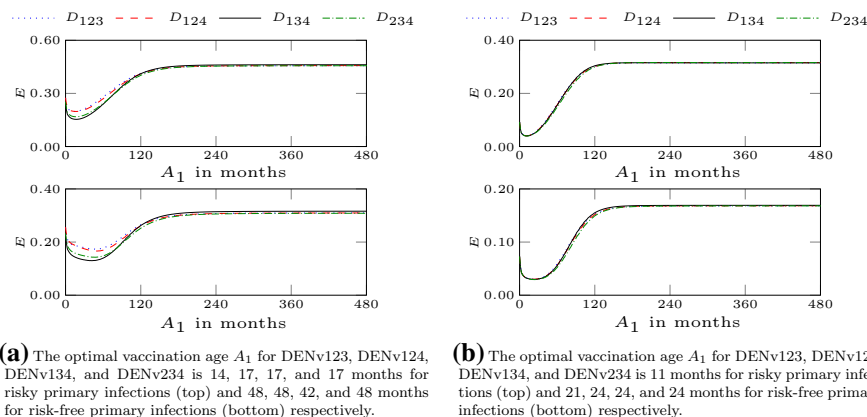 D123 D124 D134 D234
0.60
E 0.30
0.00
0 120 240 360 480
A1 in months
0.40
E 0.20
0.00
0 120 240 360 480
A1 in months
(a) The optimal vaccination age A1 for DENv123, DENv124,
DENv134, and DENv234 is 14, 17, 17, and 17 months for
risky primary infections (top) and 48, 48, 42, and 48 months
for risk-free primary infections (bottom) respectively.
D123 D124 D134 D234
0.40
E 0.20
0.00
0 120 240 360 480
A1 in months
0.20
E 0.10
0.00
0 120 240 360 480
A1 in months
(b) The optimal vaccination age A1 for DENv123, DENv12
DENv134, and DENv234 is 11 months for risky primary infe
tions (top) and 21, 24, 24, and 24 months for risk-free prima
infections (bottom) respectively.